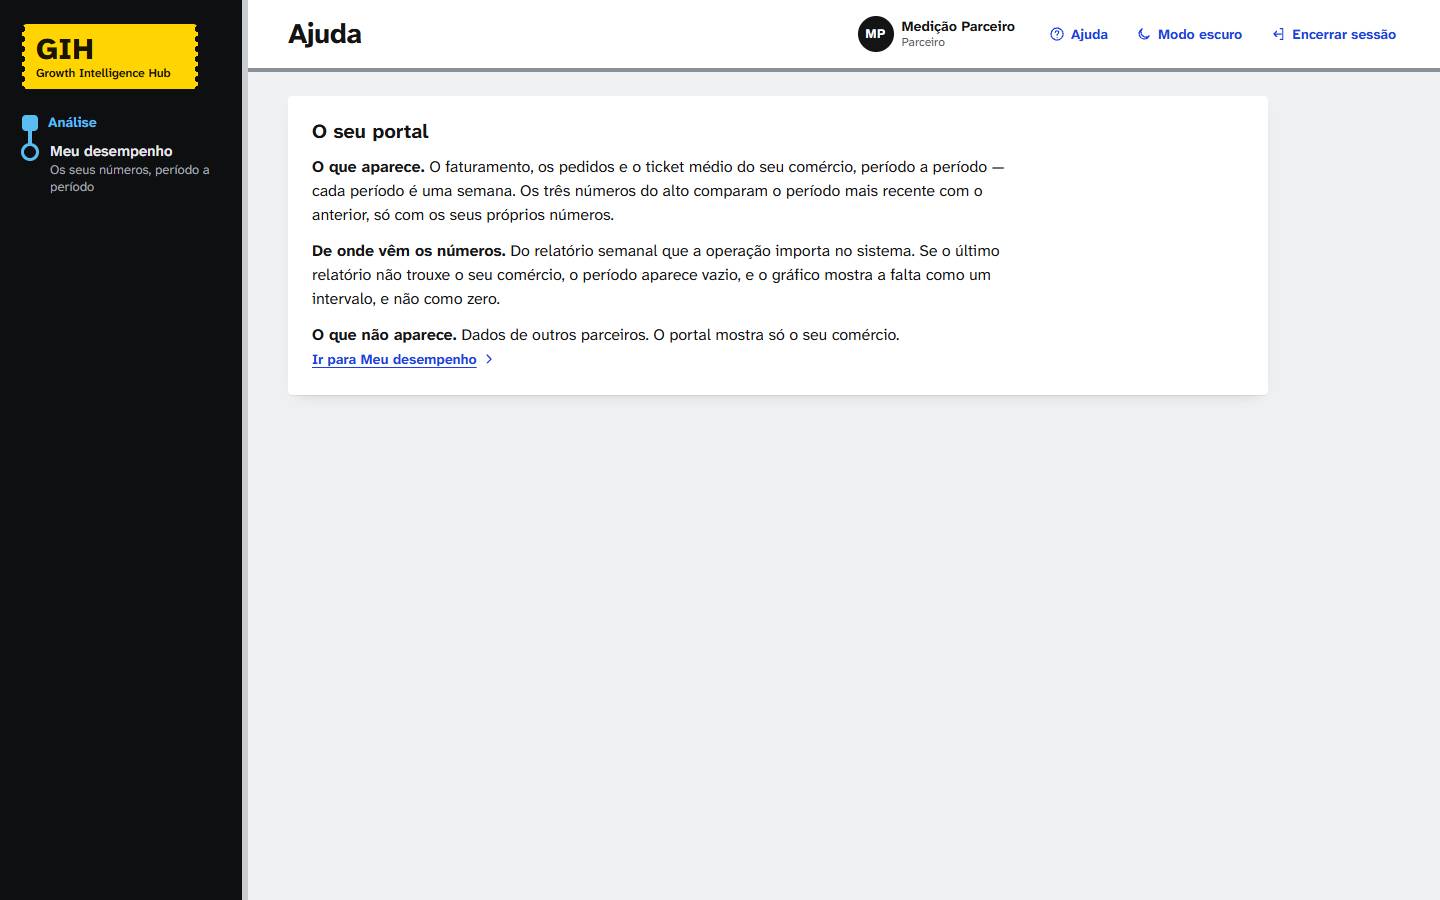 GIH
Growth Intelligence Hub
Análise
Meu desempenho
Os seus números, período a
período
Ajuda
MP
Medição Parceiro
Parceiro
Ajuda
Modo escuro
Encerrar sessão
O seu portal
O que aparece. O faturamento, os pedidos e o ticket médio do seu comércio, período a período —
cada período é uma semana. Os três números do alto comparam o período mais recente com o
anterior, só com os seus próprios números.
De onde vêm os números. Do relatório semanal que a operação importa no sistema. Se o último
relatório não trouxe o seu comércio, o período aparece vazio, e o gráfico mostra a falta como um
intervalo, e não como zero.
O que não aparece. Dados de outros parceiros. O portal mostra só o seu comércio.
Ir para Meu desempenho